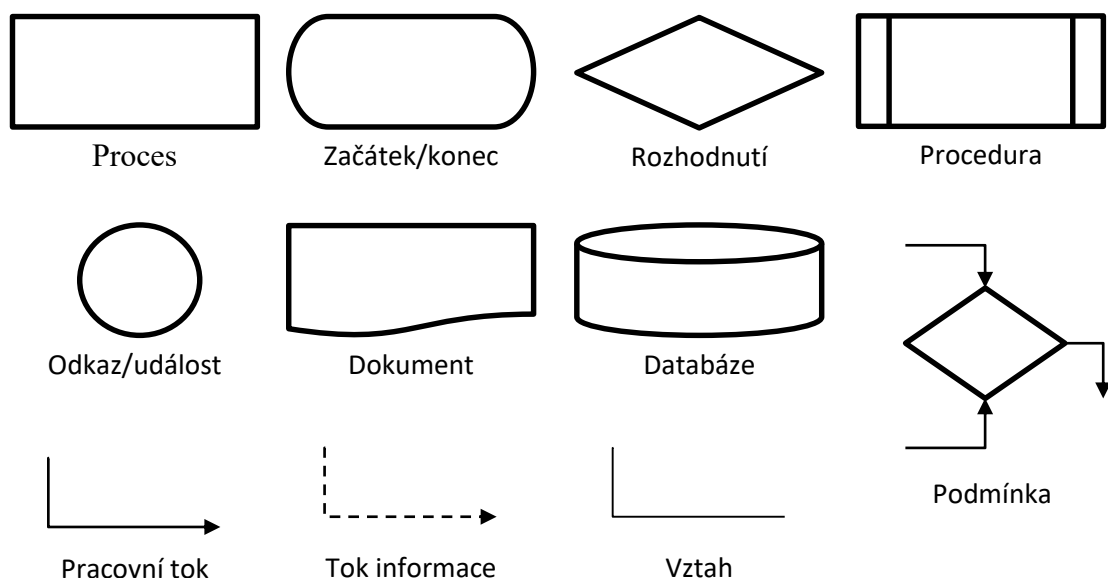 Proces
Začátek/konec
Rozhodnutí
Procedura
Odkaz/událost
Dokument
Databáze
Podmínka
Pracovní tok
Tok informace
Vztah